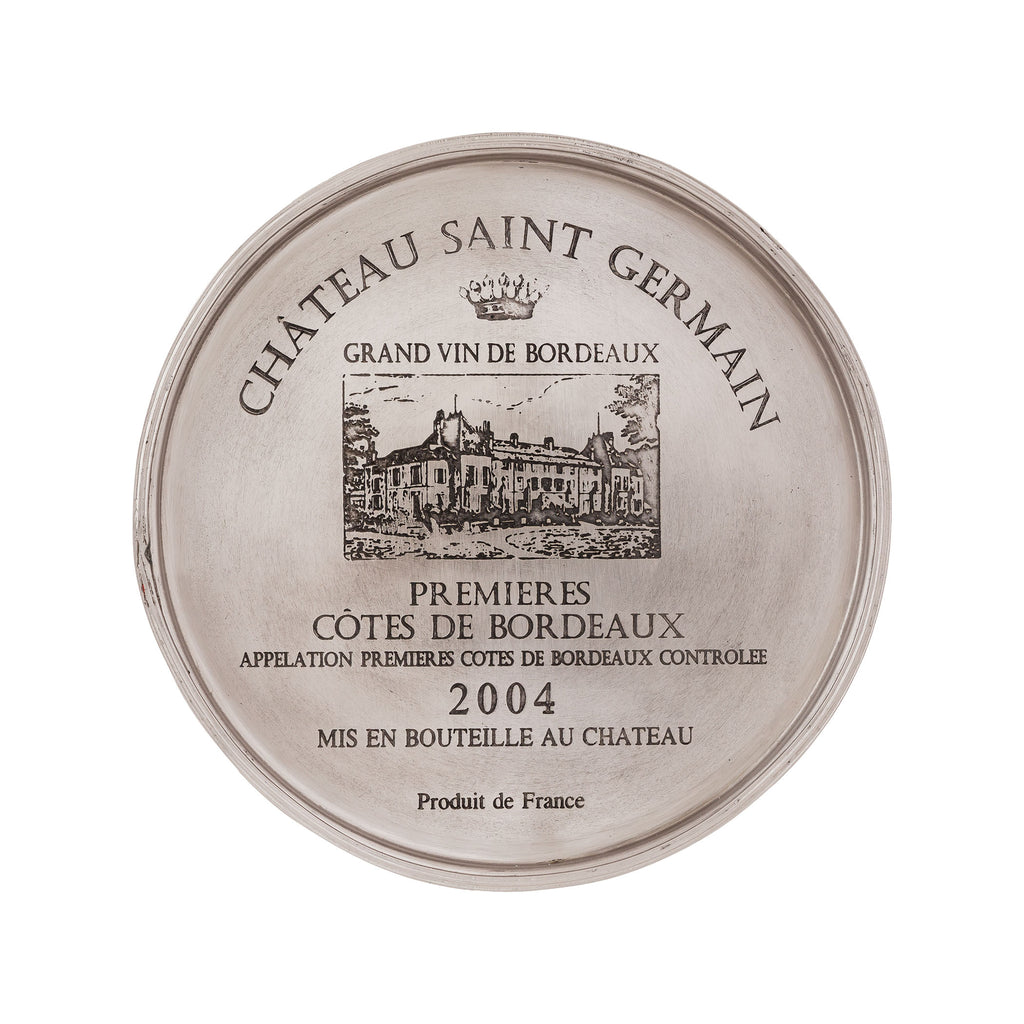 CHÂTEAU SAINT GERMAIN
GRAND VIN DE BORDEAUX
PREMIERES
CÔTES DE BORDEAUX
APPELATION PREMIERES COTES DE BORDEAUX CONTROLEE
2004
MIS EN BOUTEILLE AU CHATEAU
Produit de France